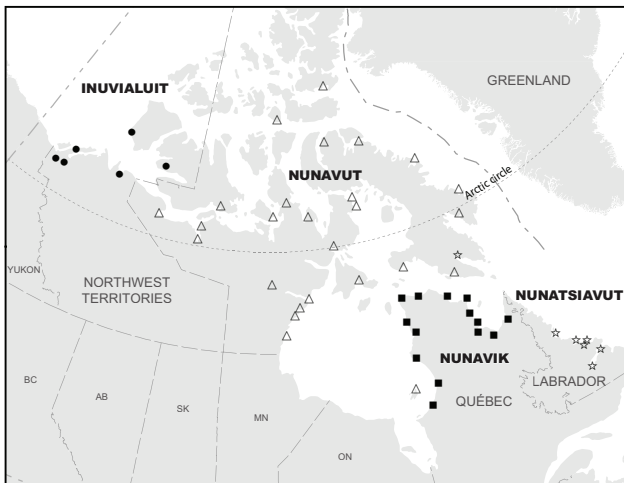 GREENLAND
INUVIALUIT
NUNAVUT
Arctic circle
YUKON
NORTHWEST
TERRITORIES
NUNATSIAVUT
NUNAVIK
LABRADOR
BC
AB
SK
MN
QUÉBEC
ON